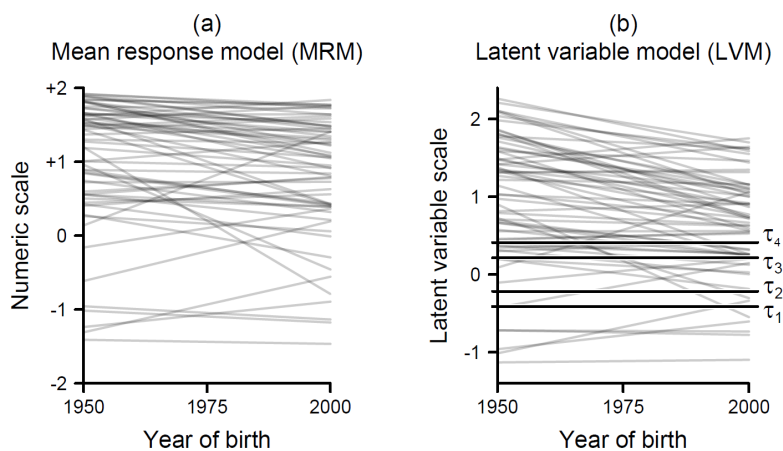 (a)
Mean response model (MRM)
+2
+1
0
-1
-2
Numeric scale
1950
1975
2000
Year of birth
(b)
Latent variable model (LVM)
2
1
0
-1
Latent variable scale
τ4
τ3
τ2
τ1
1950
1975
2000
Year of birth